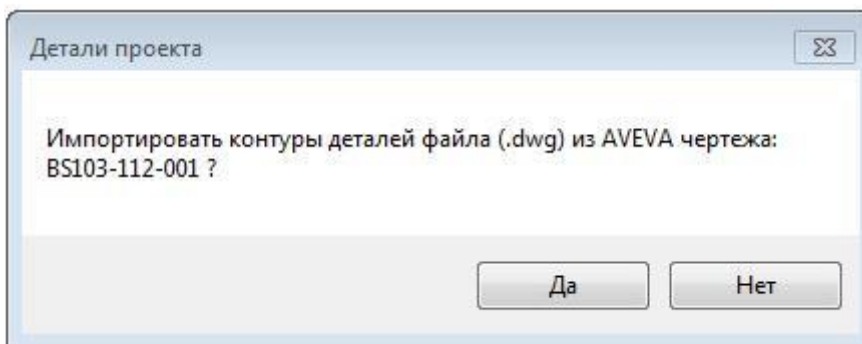 Детали проекта
Импортировать контуры деталей файла (.dwg) из AVEVA чертежа:
BS103-112-001 ?
Да
Нет